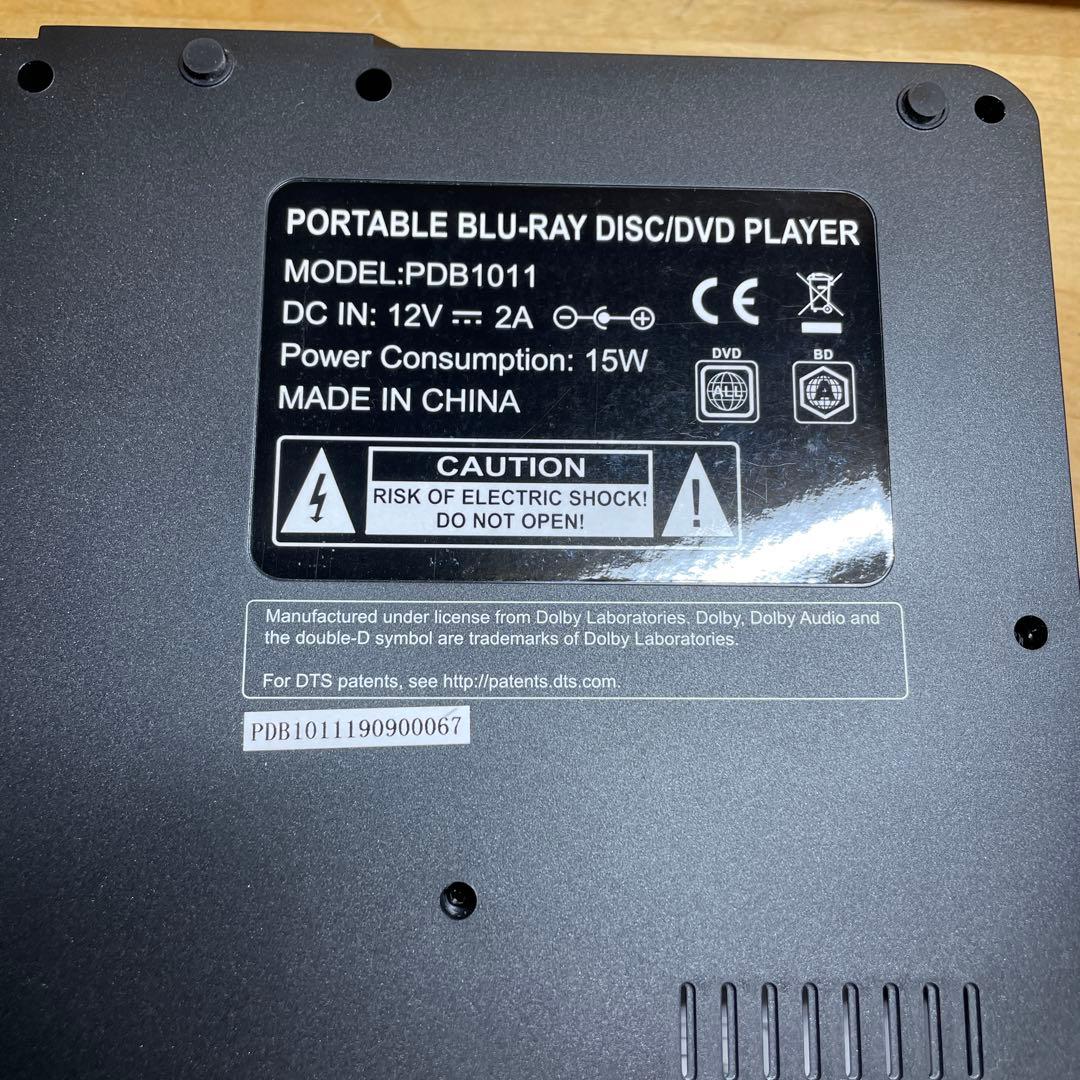 PORTABLE BLU-RAY DISC/DVD PLAYER
MODEL:PDB1011
DC IN: 12V ⎓ 2A
Power Consumption: 15W
MADE IN CHINA
CE
DVD
ALL
BD
A
CAUTION
RISK OF ELECTRIC SHOCK!
DO NOT OPEN!
Manufactured under license from Dolby Laboratories. Dolby, Dolby Audio and
the double-D symbol are trademarks of Dolby Laboratories.
For DTS patents, see http://patents.dts.com.
PDB1011190900067